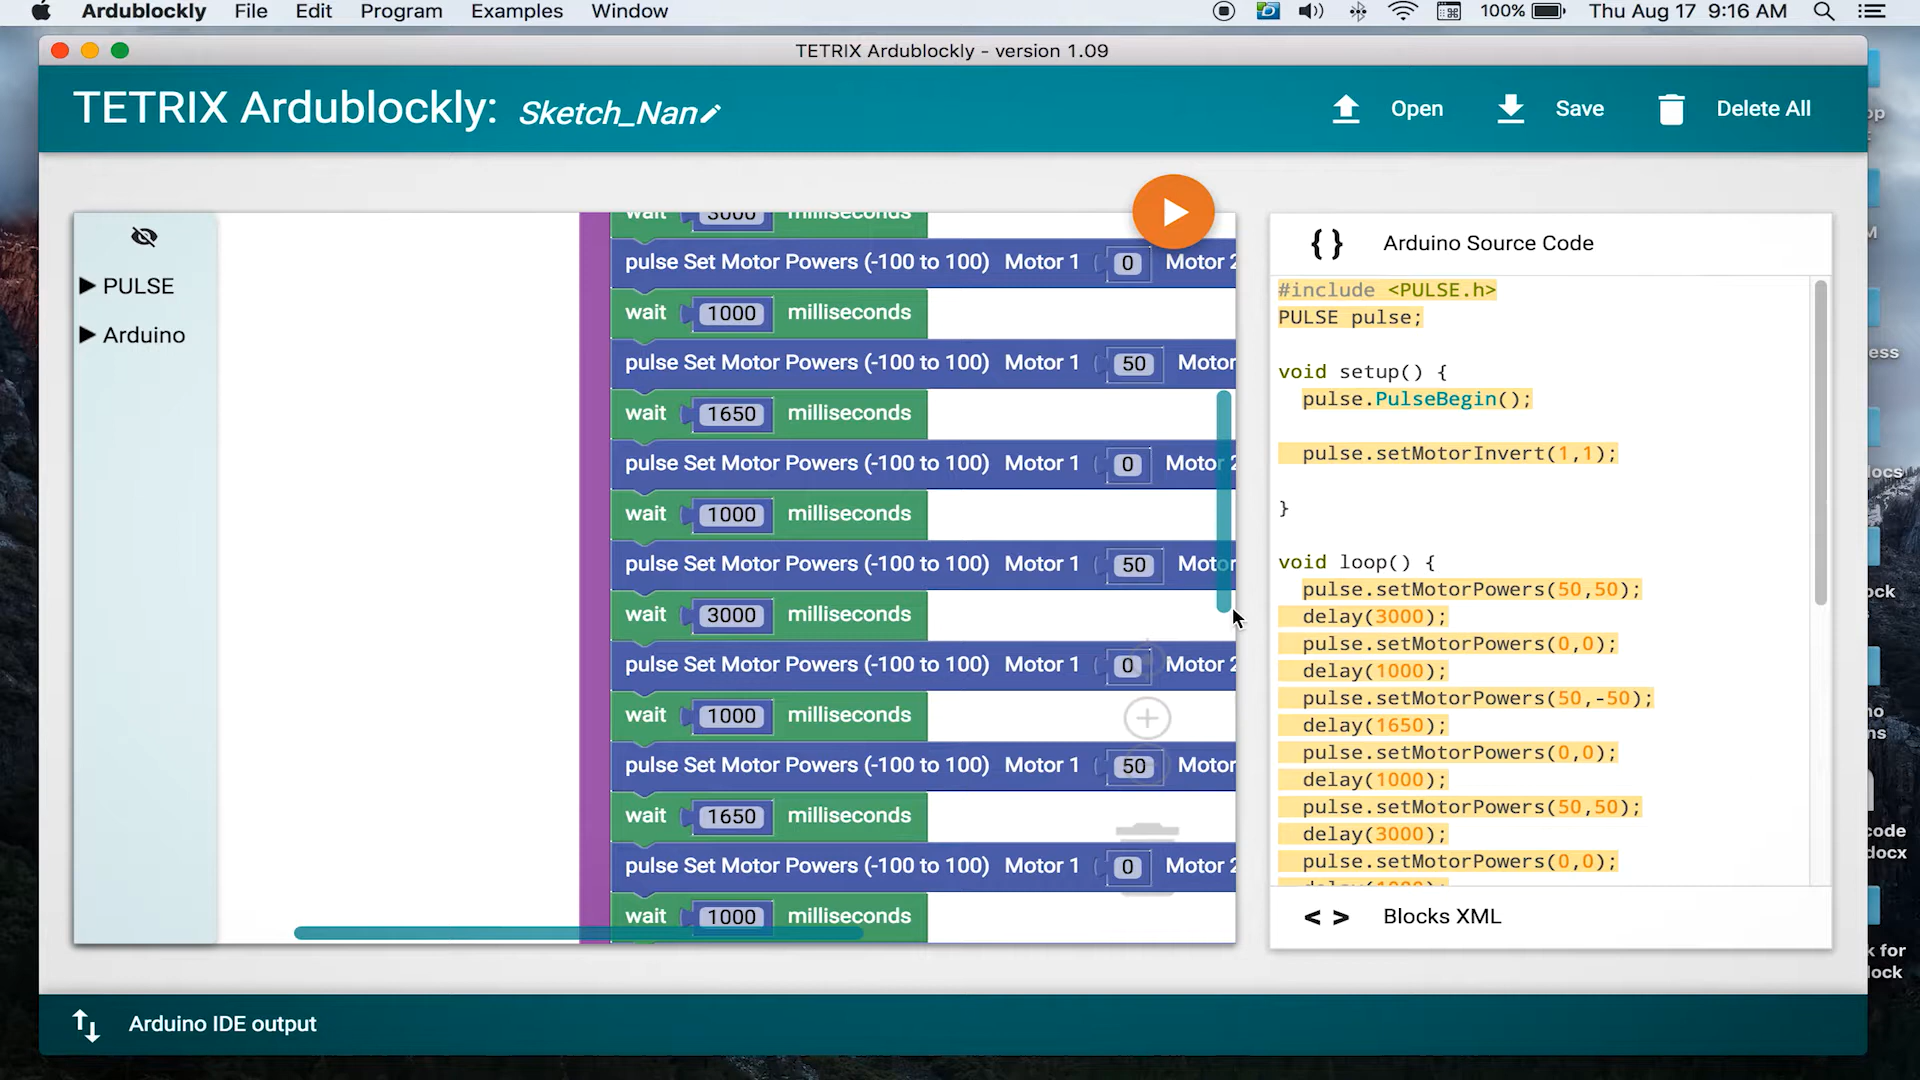 Ardublockly File Edit Program Examples Window 100% Thu Aug 17 9:16 AM
TETRIX Ardublockly - version 1.09
TETRIX Ardublockly: Sketch_Nan Open Save Delete All
PULSE
Arduino
wait 3000 milliseconds
pulse Set Motor Powers (-100 to 100) Motor 1 0 Motor 2
wait 1000 milliseconds
pulse Set Motor Powers (-100 to 100) Motor 1 50 Motor
wait 1650 milliseconds
pulse Set Motor Powers (-100 to 100) Motor 1 0 Motor 2
wait 1000 milliseconds
pulse Set Motor Powers (-100 to 100) Motor 1 50 Motor
wait 3000 milliseconds
pulse Set Motor Powers (-100 to 100) Motor 1 0 Motor 2
wait 1000 milliseconds
pulse Set Motor Powers (-100 to 100) Motor 1 50 Motor
wait 1650 milliseconds
pulse Set Motor Powers (-100 to 100) Motor 1 0 Motor 2
wait 1000 milliseconds
{ } Arduino Source Code
#include <PULSE.h>
PULSE pulse;
void setup() {
pulse.PulseBegin();
pulse.setMotorInvert(1,1);
}
void loop() {
pulse.setMotorPowers(50,50);
delay(3000);
pulse.setMotorPowers(0,0);
delay(1000);
pulse.setMotorPowers(50,-50);
delay(1650);
pulse.setMotorPowers(0,0);
delay(1000);
pulse.setMotorPowers(50,50);
delay(3000);
pulse.setMotorPowers(0,0);
delay(1000);
< > Blocks XML
Arduino IDE output
code
docx